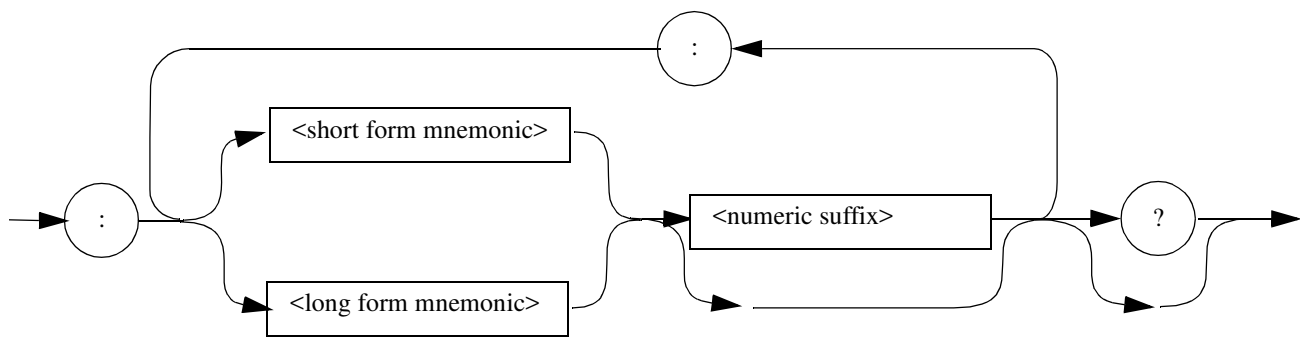 :
<short form mnemonic>
:
<numeric suffix>
?
<long form mnemonic>